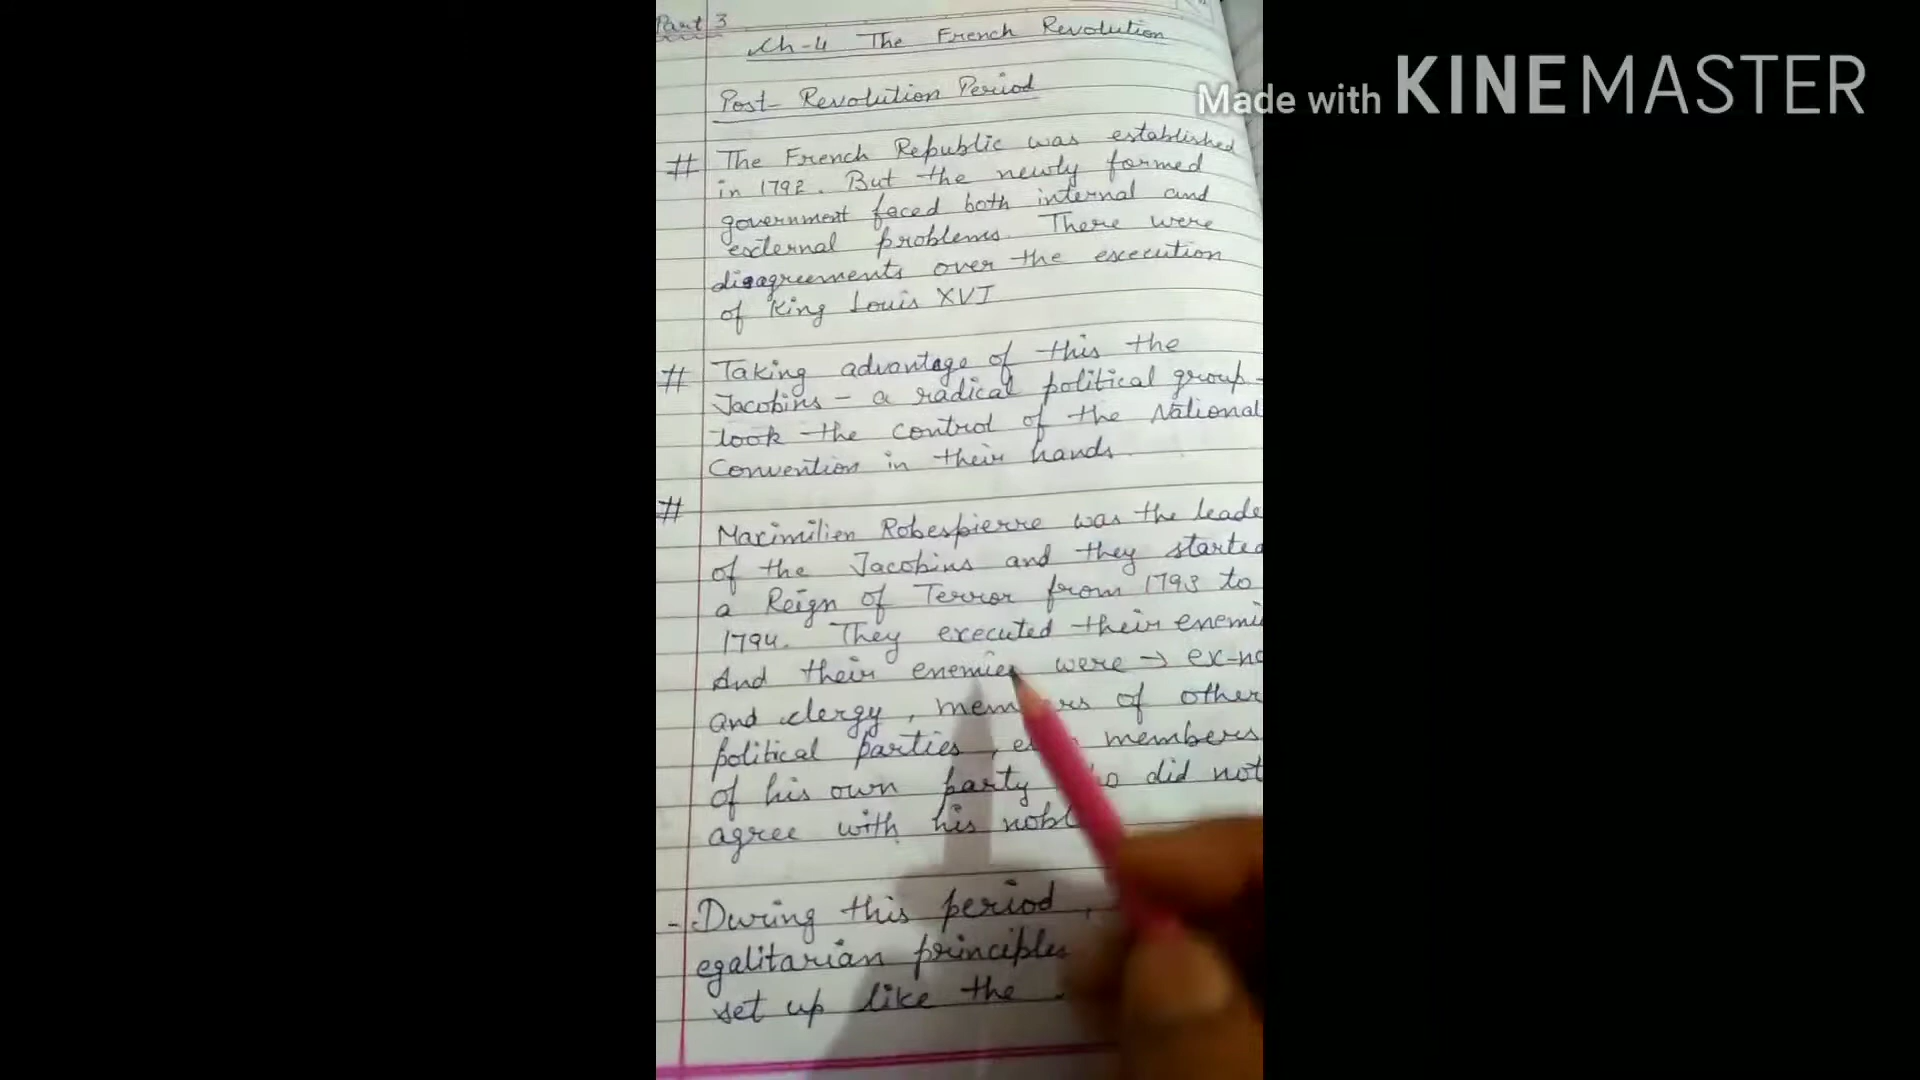 Part 3
Ch-4 The French Revolution
Post- Revolution Period
Made with KINEMASTER
# The French Republic was established
in 1792. But the newly formed
government faced both internal and
external problems. There were
disagreements over the execution
of King Louis XVI
# Taking advantage of this the
Jacobins - a radical political group -
took the control of the National
Convention in their hands.
#
Maximilien Robespierre was the leade
of the Jacobins and they started
a Reign of Terror from 1793 to
1794. They executed their enemi
And their enemies were → ex-no
and clergy, members of other
political parties, members
of his own party did not
agree with his
- During this period,
egalitarian principles
set up like the